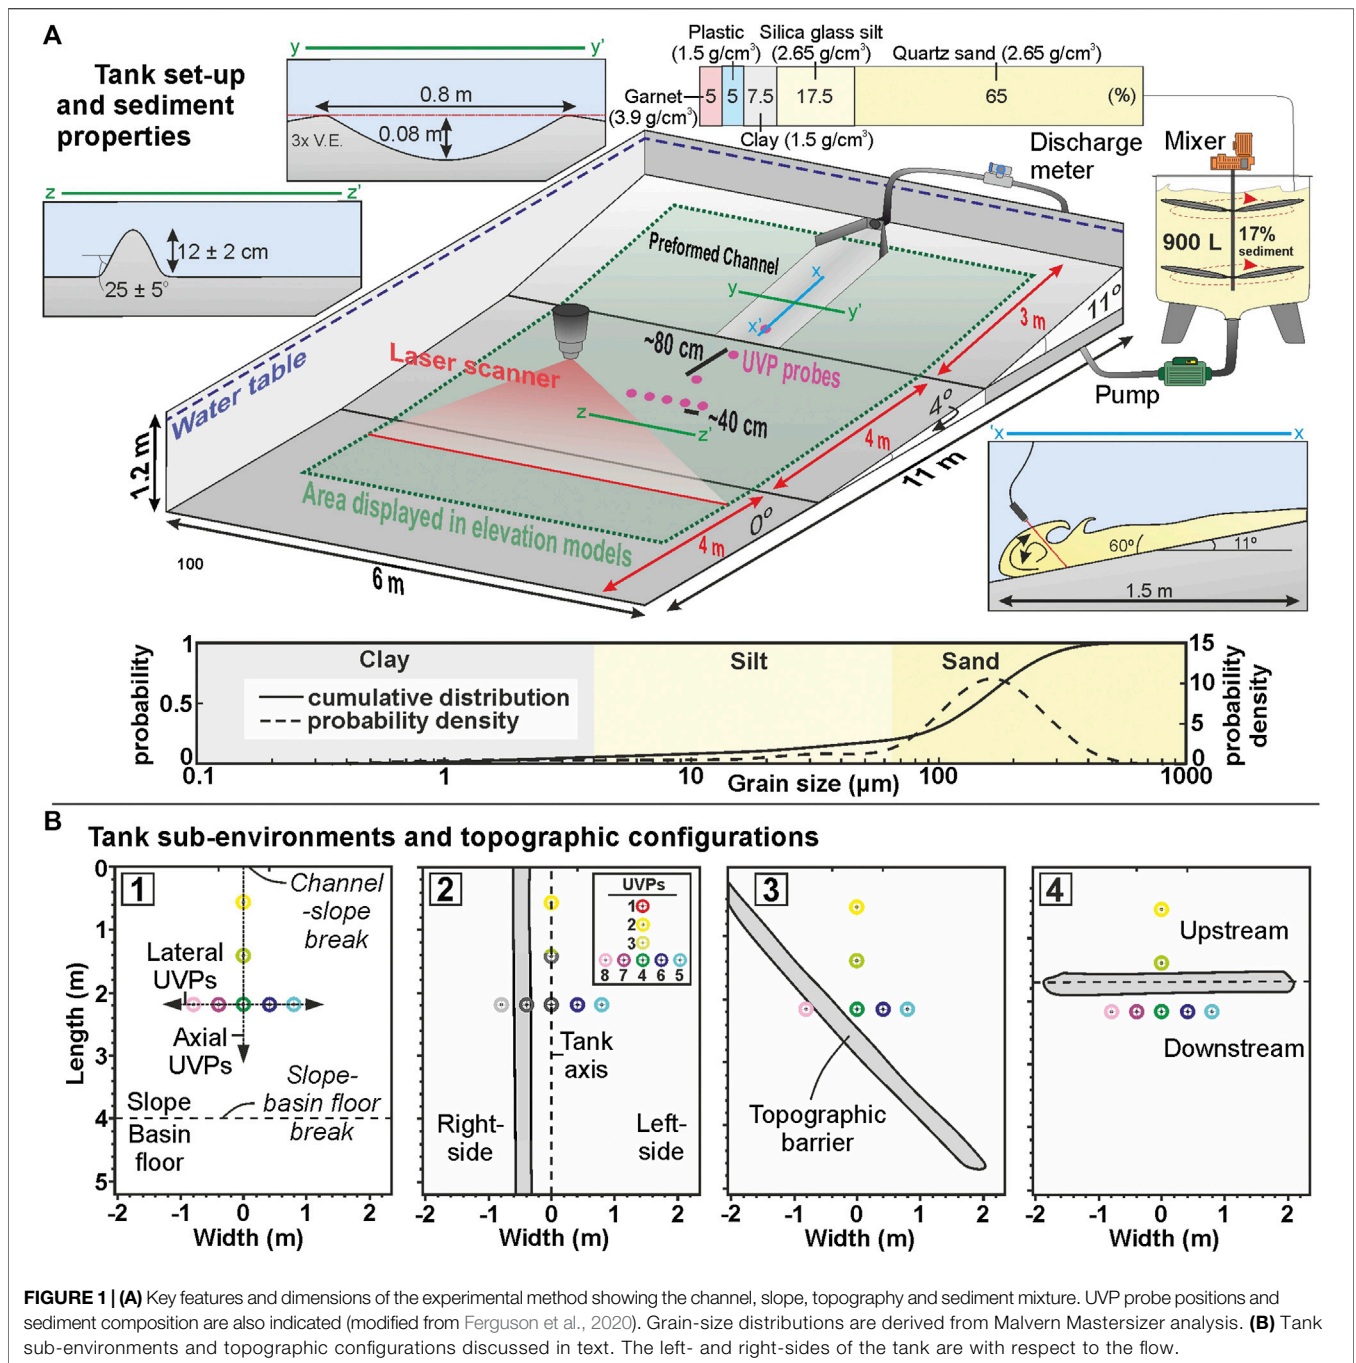 A
Tank set-up
and sediment
properties
y
y'
0.8 m
0.08 m
3x V.E.
z
z'
12 ± 2 cm
25 ± 5°
Plastic
(1.5 g/cm³)
Silica glass silt
(2.65 g/cm³)
Quartz sand (2.65 g/cm³)
Garnet
(3.9 g/cm³)
5
5
7.5
17.5
65
(%)
Clay (1.5 g/cm³)
Discharge
meter
Mixer
900 L
17%
sediment
Pump
Preformed Channel
x
y
y'
x'
~80 cm
UVP probes
Laser scanner
z
z'
~40 cm
Water table
Area displayed in elevation models
1.2 m
6 m
11 m
3 m
4 m
4 m
11°
4°
0°
100
'x
x
60°
11°
1.5 m
probability
1
0.5
0
Clay
Silt
Sand
cumulative distribution
probability density
15
10
5
0
probability
density
0.1
1
10
100
1000
Grain size (µm)
B
Tank sub-environments and topographic configurations
Length (m)
0
1
2
3
4
5
1
Channel
-slope
break
Lateral
UVPs
Axial
UVPs
Slope-
basin floor
break
Slope
Basin
floor
-2
-1
0
1
2
Width (m)
2
UVPs
1
2
3
8 7 4 6 5
Tank
axis
Right-
side
Left-
side
-2
-1
0
1
2
Width (m)
3
Topographic
barrier
-2
-1
0
1
2
Width (m)
4
Upstream
Downstream
-2
-1
0
1
2
Width (m)
FIGURE 1 | (A) Key features and dimensions of the experimental method showing the channel, slope, topography and sediment mixture. UVP probe positions and
sediment composition are also indicated (modified from Ferguson et al., 2020). Grain-size distributions are derived from Malvern Mastersizer analysis. (B) Tank
sub-environments and topographic configurations discussed in text. The left- and right-sides of the tank are with respect to the flow.